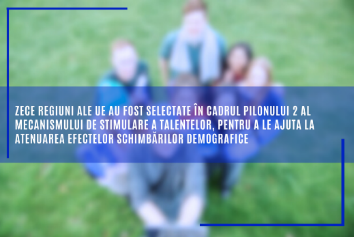 ZECE REGIUNI ALE UE AU FOST SELECTATE ÎN CADRUL PILONULUI 2 AL
MECANISMULUI DE STIMULARE A TALENTELOR, PENTRU A LE AJUTA LA
ATENUAREA EFECTELOR SCHIMBĂRILOR DEMOGRAFICE